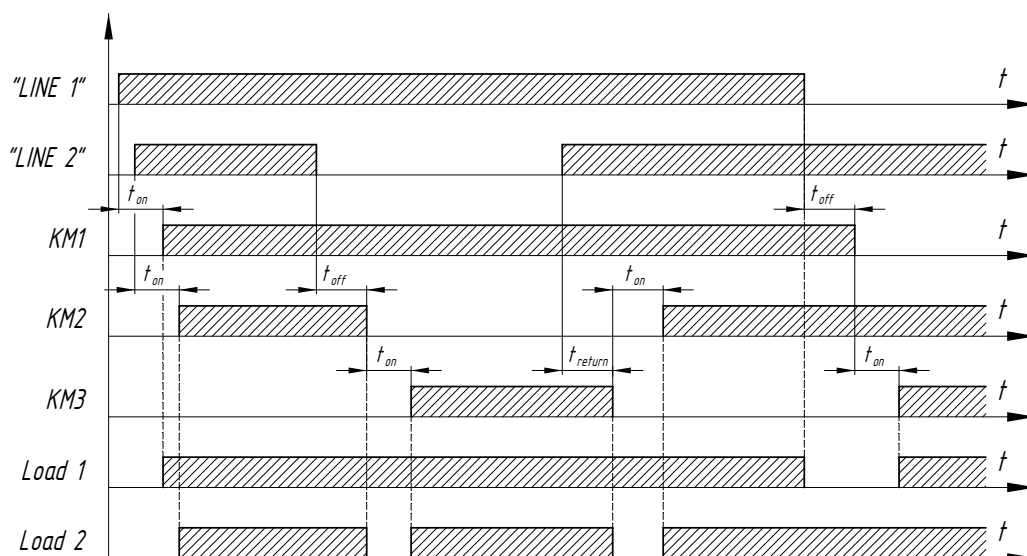 "LINE 1" t
"LINE 2" t
t_on t_off
KM1 t
t_on t_off t_on
KM2 t
t_on t_return t_on
KM3 t
Load 1 t
Load 2 t